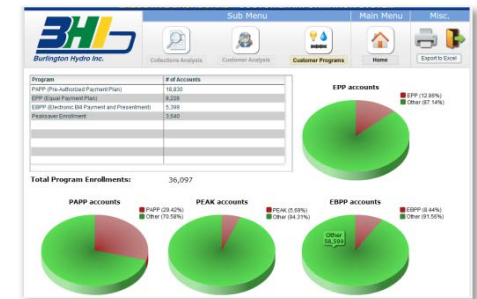 Sub Menu
Main Menu
Misc.
BHI
Burlington Hydro Inc.
Collections Analysis
Customer Analysis
Customer Programs
Home
Export to Excel
Program # of Accounts
PAPP (Pre-Authorized Payment Plan) 18,830
EPP (Equal Payment Plan) 8,228
EBPP (Electronic Bill Payment and Presentment) 5,399
Peaksaver Enrollment 3,640
Total Program Enrollments: 36,097
EPP accounts
EPP (12.86%)
Other (87.14%)
PAPP accounts
PAPP (29.42%)
Other (70.58%)
PEAK accounts
PEAK (5.69%)
Other (94.31%)
EBPP accounts
EBPP (8.44%)
Other (91.56%)
Other
58,599